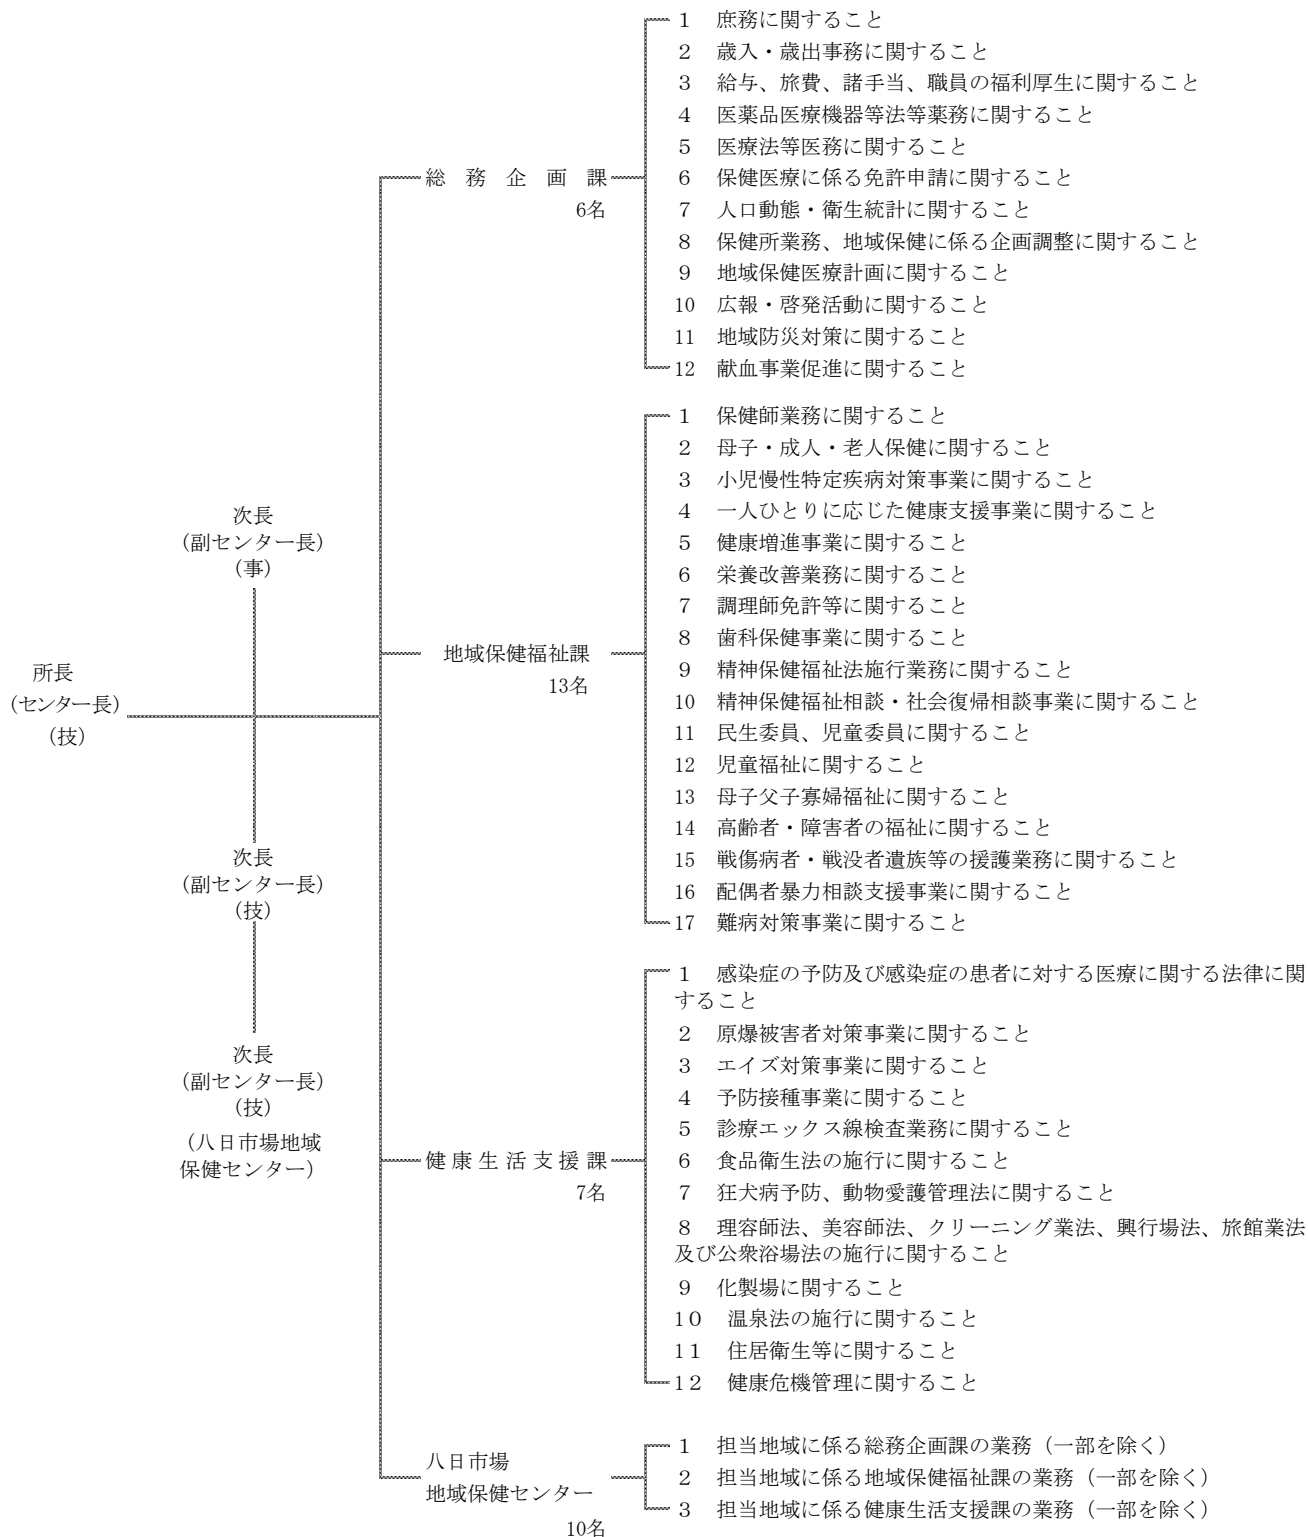 所長
(センター長)
(技)
次長
(副センター長)
(事)
次長
(副センター長)
(技)
次長
(副センター長)
(技)
(八日市場地域
保健センター)
総務企画課
6名
1 庶務に関すること
2 歳入・歳出事務に関すること
3 給与、旅費、諸手当、職員の福利厚生に関すること
4 医薬品医療機器等法等薬務に関すること
5 医療法等医務に関すること
6 保健医療に係る免許申請に関すること
7 人口動態・衛生統計に関すること
8 保健所業務、地域保健に係る企画調整に関すること
9 地域保健医療計画に関すること
10 広報・啓発活動に関すること
11 地域防災対策に関すること
12 献血事業促進に関すること
地域保健福祉課
13名
1 保健師業務に関すること
2 母子・成人・老人保健に関すること
3 小児慢性特定疾病対策事業に関すること
4 一人ひとりに応じた健康支援事業に関すること
5 健康増進事業に関すること
6 栄養改善業務に関すること
7 調理師免許等に関すること
8 歯科保健事業に関すること
9 精神保健福祉法施行業務に関すること
10 精神保健福祉相談・社会復帰相談事業に関すること
11 民生委員、児童委員に関すること
12 児童福祉に関すること
13 母子父子寡婦福祉に関すること
14 高齢者・障害者の福祉に関すること
15 戦傷病者・戦没者遺族等の援護業務に関すること
16 配偶者暴力相談支援事業に関すること
17 難病対策事業に関すること
健康生活支援課
7名
1 感染症の予防及び感染症の患者に対する医療に関する法律に関
すること
2 原爆被害者対策事業に関すること
3 エイズ対策事業に関すること
4 予防接種事業に関すること
5 診療エックス線検査業務に関すること
6 食品衛生法の施行に関すること
7 狂犬病予防、動物愛護管理法に関すること
8 理容師法、美容師法、クリーニング業法、興行場法、旅館業法
及び公衆浴場法の施行に関すること
9 化製場に関すること
10 温泉法の施行に関すること
11 住居衛生等に関すること
12 健康危機管理に関すること
八日市場
地域保健センター
10名
1 担当地域に係る総務企画課の業務(一部を除く)
2 担当地域に係る地域保健福祉課の業務(一部を除く)
3 担当地域に係る健康生活支援課の業務(一部を除く)